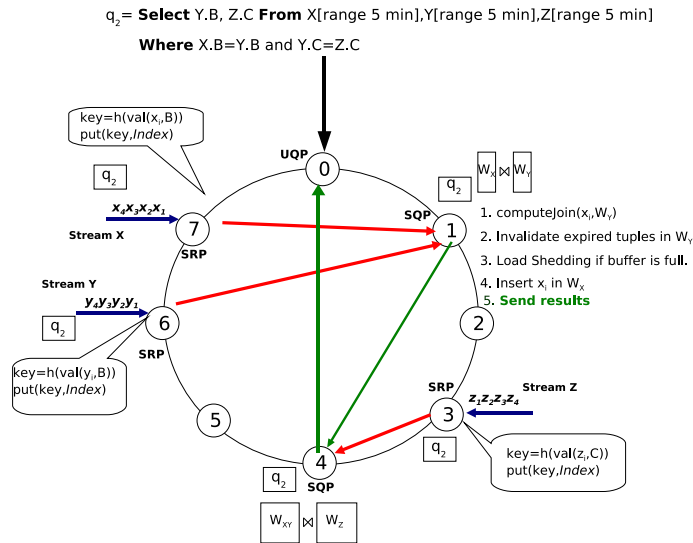 q2= Select Y.B, Z.C From X[range 5 min],Y[range 5 min],Z[range 5 min]
Where X.B=Y.B and Y.C=Z.C
key=h(val(xi,B))
put(key,Index)
UQP
0
q2
q2
WX ⋈ WY
x4x3x2x1
Stream X
7
SRP
SQP
1
1. computeJoin(xi,WY)
2. Invalidate expired tuples in WY
3. Load Shedding if buffer is full.
4. Insert xi in WX
5. Send results
Stream Y
y4y3y2y1
q2
6
SRP
2
key=h(val(yi,B))
put(key,Index)
SRP
Stream Z
z1z2z3z4
3
5
q2
key=h(val(zi,C))
put(key,Index)
4
q2
SQP
WXY ⋈ WZ